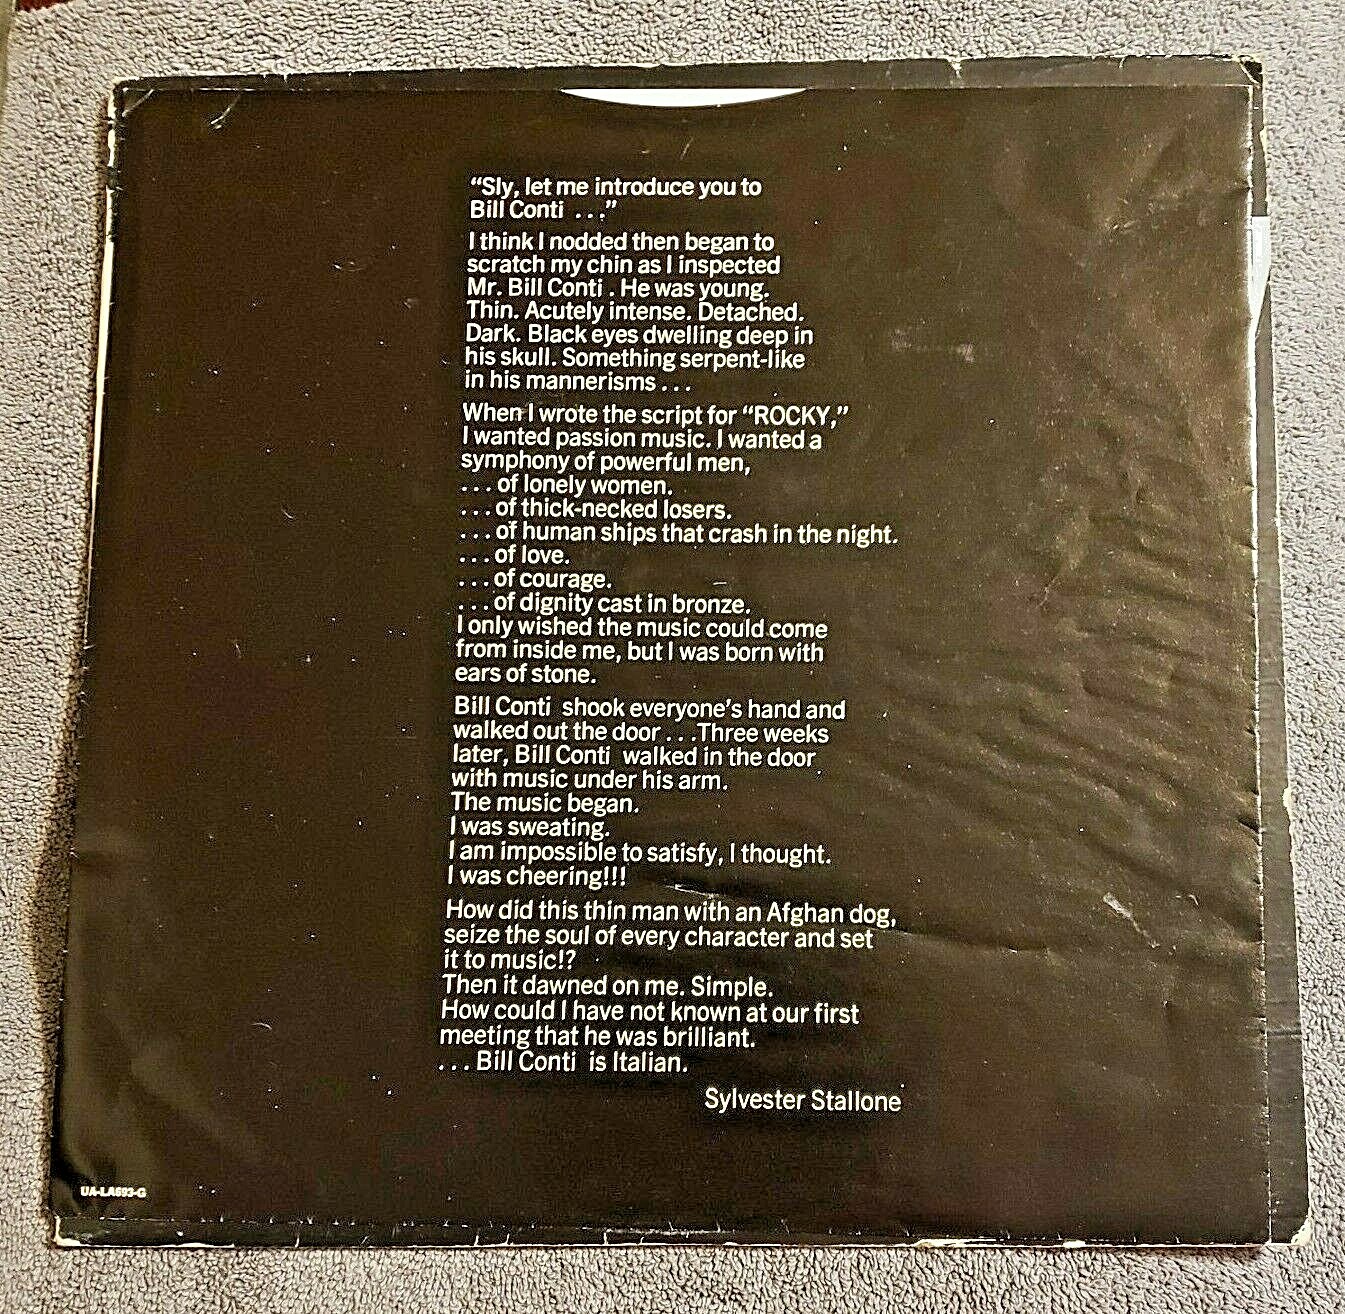 “Sly, let me introduce you to
Bill Conti . . .”
I think I nodded then began to
scratch my chin as I inspected
Mr. Bill Conti . He was young.
Thin. Acutely intense. Detached.
Dark. Black eyes dwelling deep in
his skull. Something serpent-like
in his mannerisms . . .
When I wrote the script for “ROCKY,”
I wanted passion music. I wanted a
symphony of powerful men,
. . . of lonely women.
. . . of thick-necked losers.
. . . of human ships that crash in the night.
. . . of love.
. . . of courage.
. . . of dignity cast in bronze.
I only wished the music could come
from inside me, but I was born with
ears of stone.
Bill Conti shook everyone’s hand and
walked out the door . . .Three weeks
later, Bill Conti walked in the door
with music under his arm.
The music began.
I was sweating.
I am impossible to satisfy, I thought.
I was cheering!!!
How did this thin man with an Afghan dog,
seize the soul of every character and set
it to music!?
Then it dawned on me. Simple.
How could I have not known at our first
meeting that he was brilliant.
. . . Bill Conti is Italian.
Sylvester Stallone
UA-LA693-G